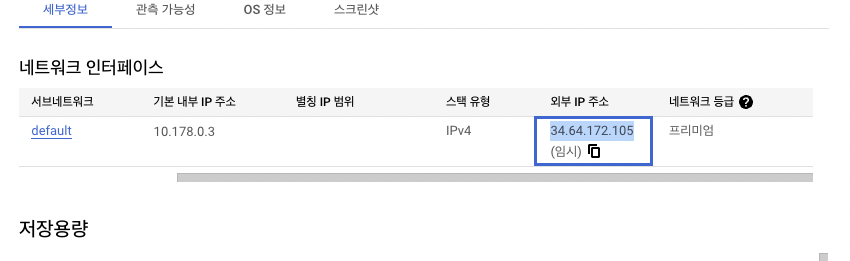 세부정보 관측 가능성 OS 정보 스크린샷
네트워크 인터페이스
서브네트워크 기본 내부 IP 주소 별칭 IP 범위 스택 유형 외부 IP 주소 네트워크 등급 ?
default 10.178.0.3 IPv4 34.64.172.105 프리미엄
(임시)
저장용량